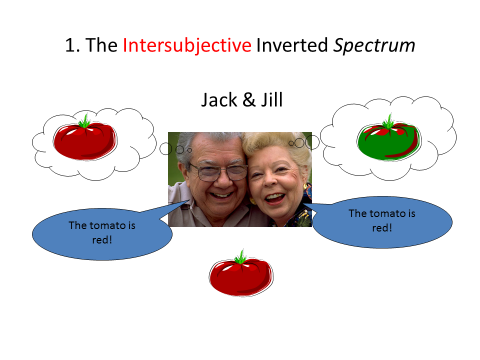 1. The Intersubjective Inverted Spectrum
Jack & Jill
The tomato is
red!
The tomato is
red!